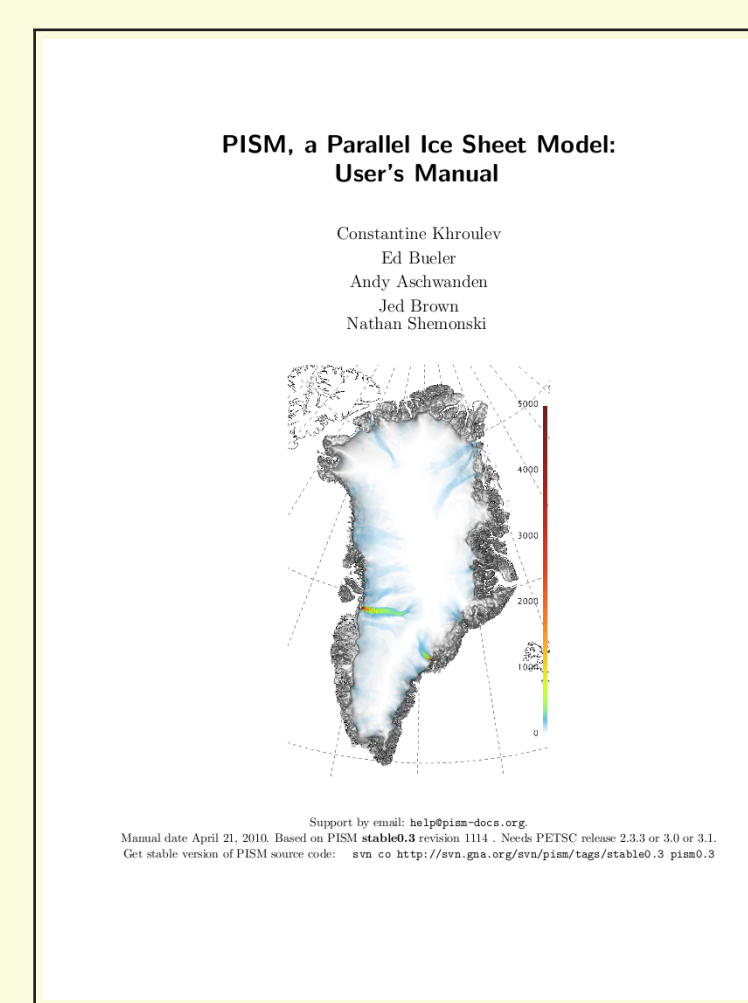 PISM, a Parallel Ice Sheet Model:
User's Manual
Constantine Khroulev
Ed Bueler
Andy Aschwanden
Jed Brown
Nathan Shemonski
5000
4000
3000
2000
1000
0
Support by email: help@pism-docs.org.
Manual date April 21, 2010. Based on PISM stable0.3 revision 1114 . Needs PETSC release 2.3.3 or 3.0 or 3.1.
Get stable version of PISM source code: svn co http://svn.gna.org/svn/pism/tags/stable0.3 pism0.3